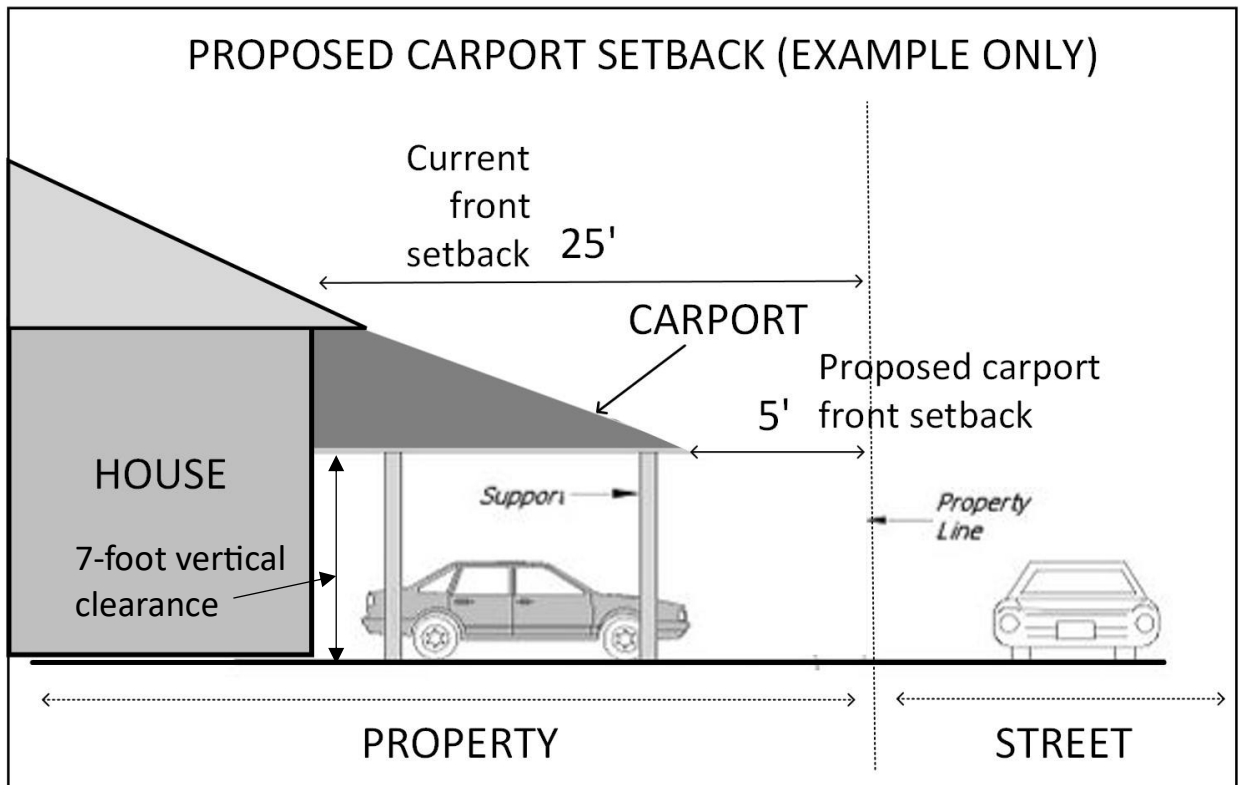 PROPOSED CARPORT SETBACK (EXAMPLE ONLY)
Current
front
setback
25'
CARPORT
Proposed carport
front setback
5'
HOUSE
Support
Property
Line
7-foot vertical
clearance
PROPERTY
STREET